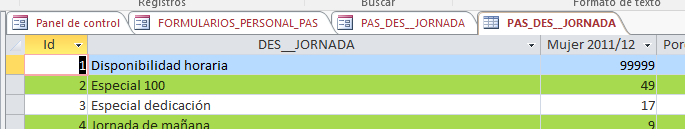 Registros Buscar Formato de texto
Panel de control FORMULARIOS_PERSONAL_PAS PAS_DES__JORNADA PAS_DES__JORNADA
Id DES__JORNADA Mujer 2011/12
1 Disponibilidad horaria 99999
2 Especial 100 49
3 Especial dedicación 17
4 Jornada de mañana 9